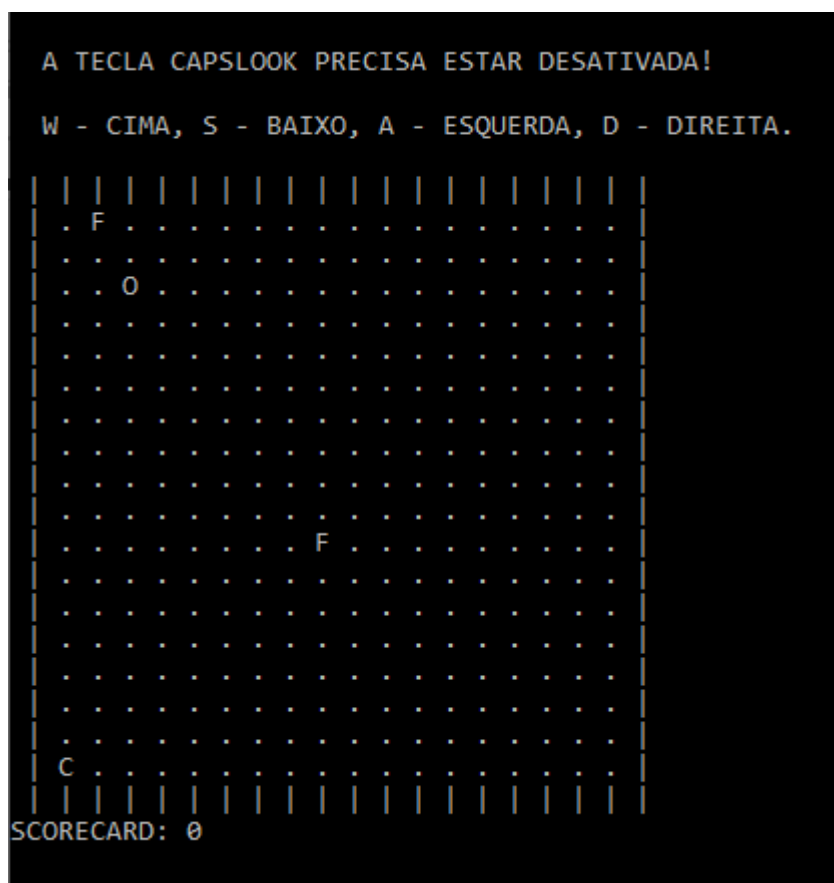 A TECLA CAPSLOOK PRECISA ESTAR DESATIVADA!
W - CIMA, S - BAIXO, A - ESQUERDA, D - DIREITA.
| | | | | | | | | | | | | | | | | | | |
| . F . . . . . . . . . . . . . . . . |
| . . . . . . . . . . . . . . . . . . |
| . . O . . . . . . . . . . . . . . . |
| . . . . . . . . . . . . . . . . . . |
| . . . . . . . . . . . . . . . . . . |
| . . . . . . . . . . . . . . . . . . |
| . . . . . . . . . . . . . . . . . . |
| . . . . . . . . . . . . . . . . . . |
| . . . . . . . . . . . . . . . . . . |
| . . . . . . . . . . . . . . . . . . |
| . . . . . . . . F . . . . . . . . . |
| . . . . . . . . . . . . . . . . . . |
| . . . . . . . . . . . . . . . . . . |
| . . . . . . . . . . . . . . . . . . |
| . . . . . . . . . . . . . . . . . . |
| . . . . . . . . . . . . . . . . . . |
| . . . . . . . . . . . . . . . . . . |
| C . . . . . . . . . . . . . . . . . |
| | | | | | | | | | | | | | | | | | | |
SCORECARD: 0